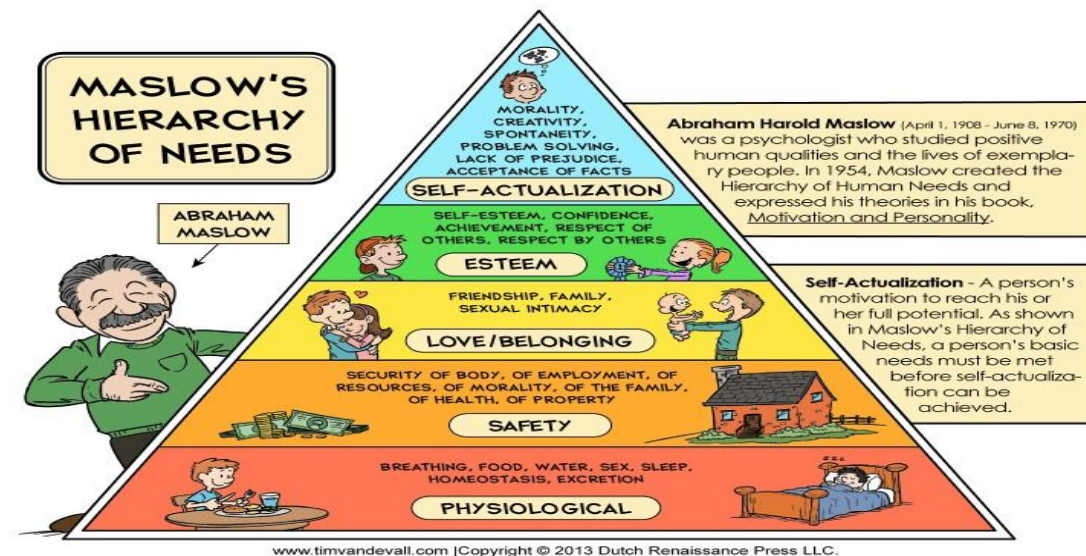 MASLOW'S
HIERARCHY
OF NEEDS
ABRAHAM
MASLOW
MORALITY,
CREATIVITY,
SPONTANEITY,
PROBLEM SOLVING,
LACK OF PREJUDICE,
ACCEPTANCE OF FACTS
SELF-ACTUALIZATION
SELF-ESTEEM, CONFIDENCE,
ACHIEVEMENT, RESPECT OF
OTHERS, RESPECT BY OTHERS
ESTEEM
FRIENDSHIP, FAMILY,
SEXUAL INTIMACY
LOVE/BELONGING
SECURITY OF BODY, OF EMPLOYMENT, OF
RESOURCES, OF MORALITY, OF THE FAMILY,
OF HEALTH, OF PROPERTY
SAFETY
BREATHING, FOOD, WATER, SEX, SLEEP,
HOMEOSTASIS, EXCRETION
PHYSIOLOGICAL
Abraham Harold Maslow (April 1, 1908 - June 8, 1970)
was a psychologist who studied positive
human qualities and the lives of exempla-
ry people. In 1954, Maslow created the
Hierarchy of Human Needs and
expressed his theories in his book,
Motivation and Personality.
Self-Actualization - A person's
motivation to reach his or
her full potential. As shown
in Maslow's Hierarchy of
Needs, a person's basic
needs must be met
before self-actualiza-
tion can be
achieved.
1
zzz
www.timvandevall.com |Copyright © 2013 Dutch Renaissance Press LLC.